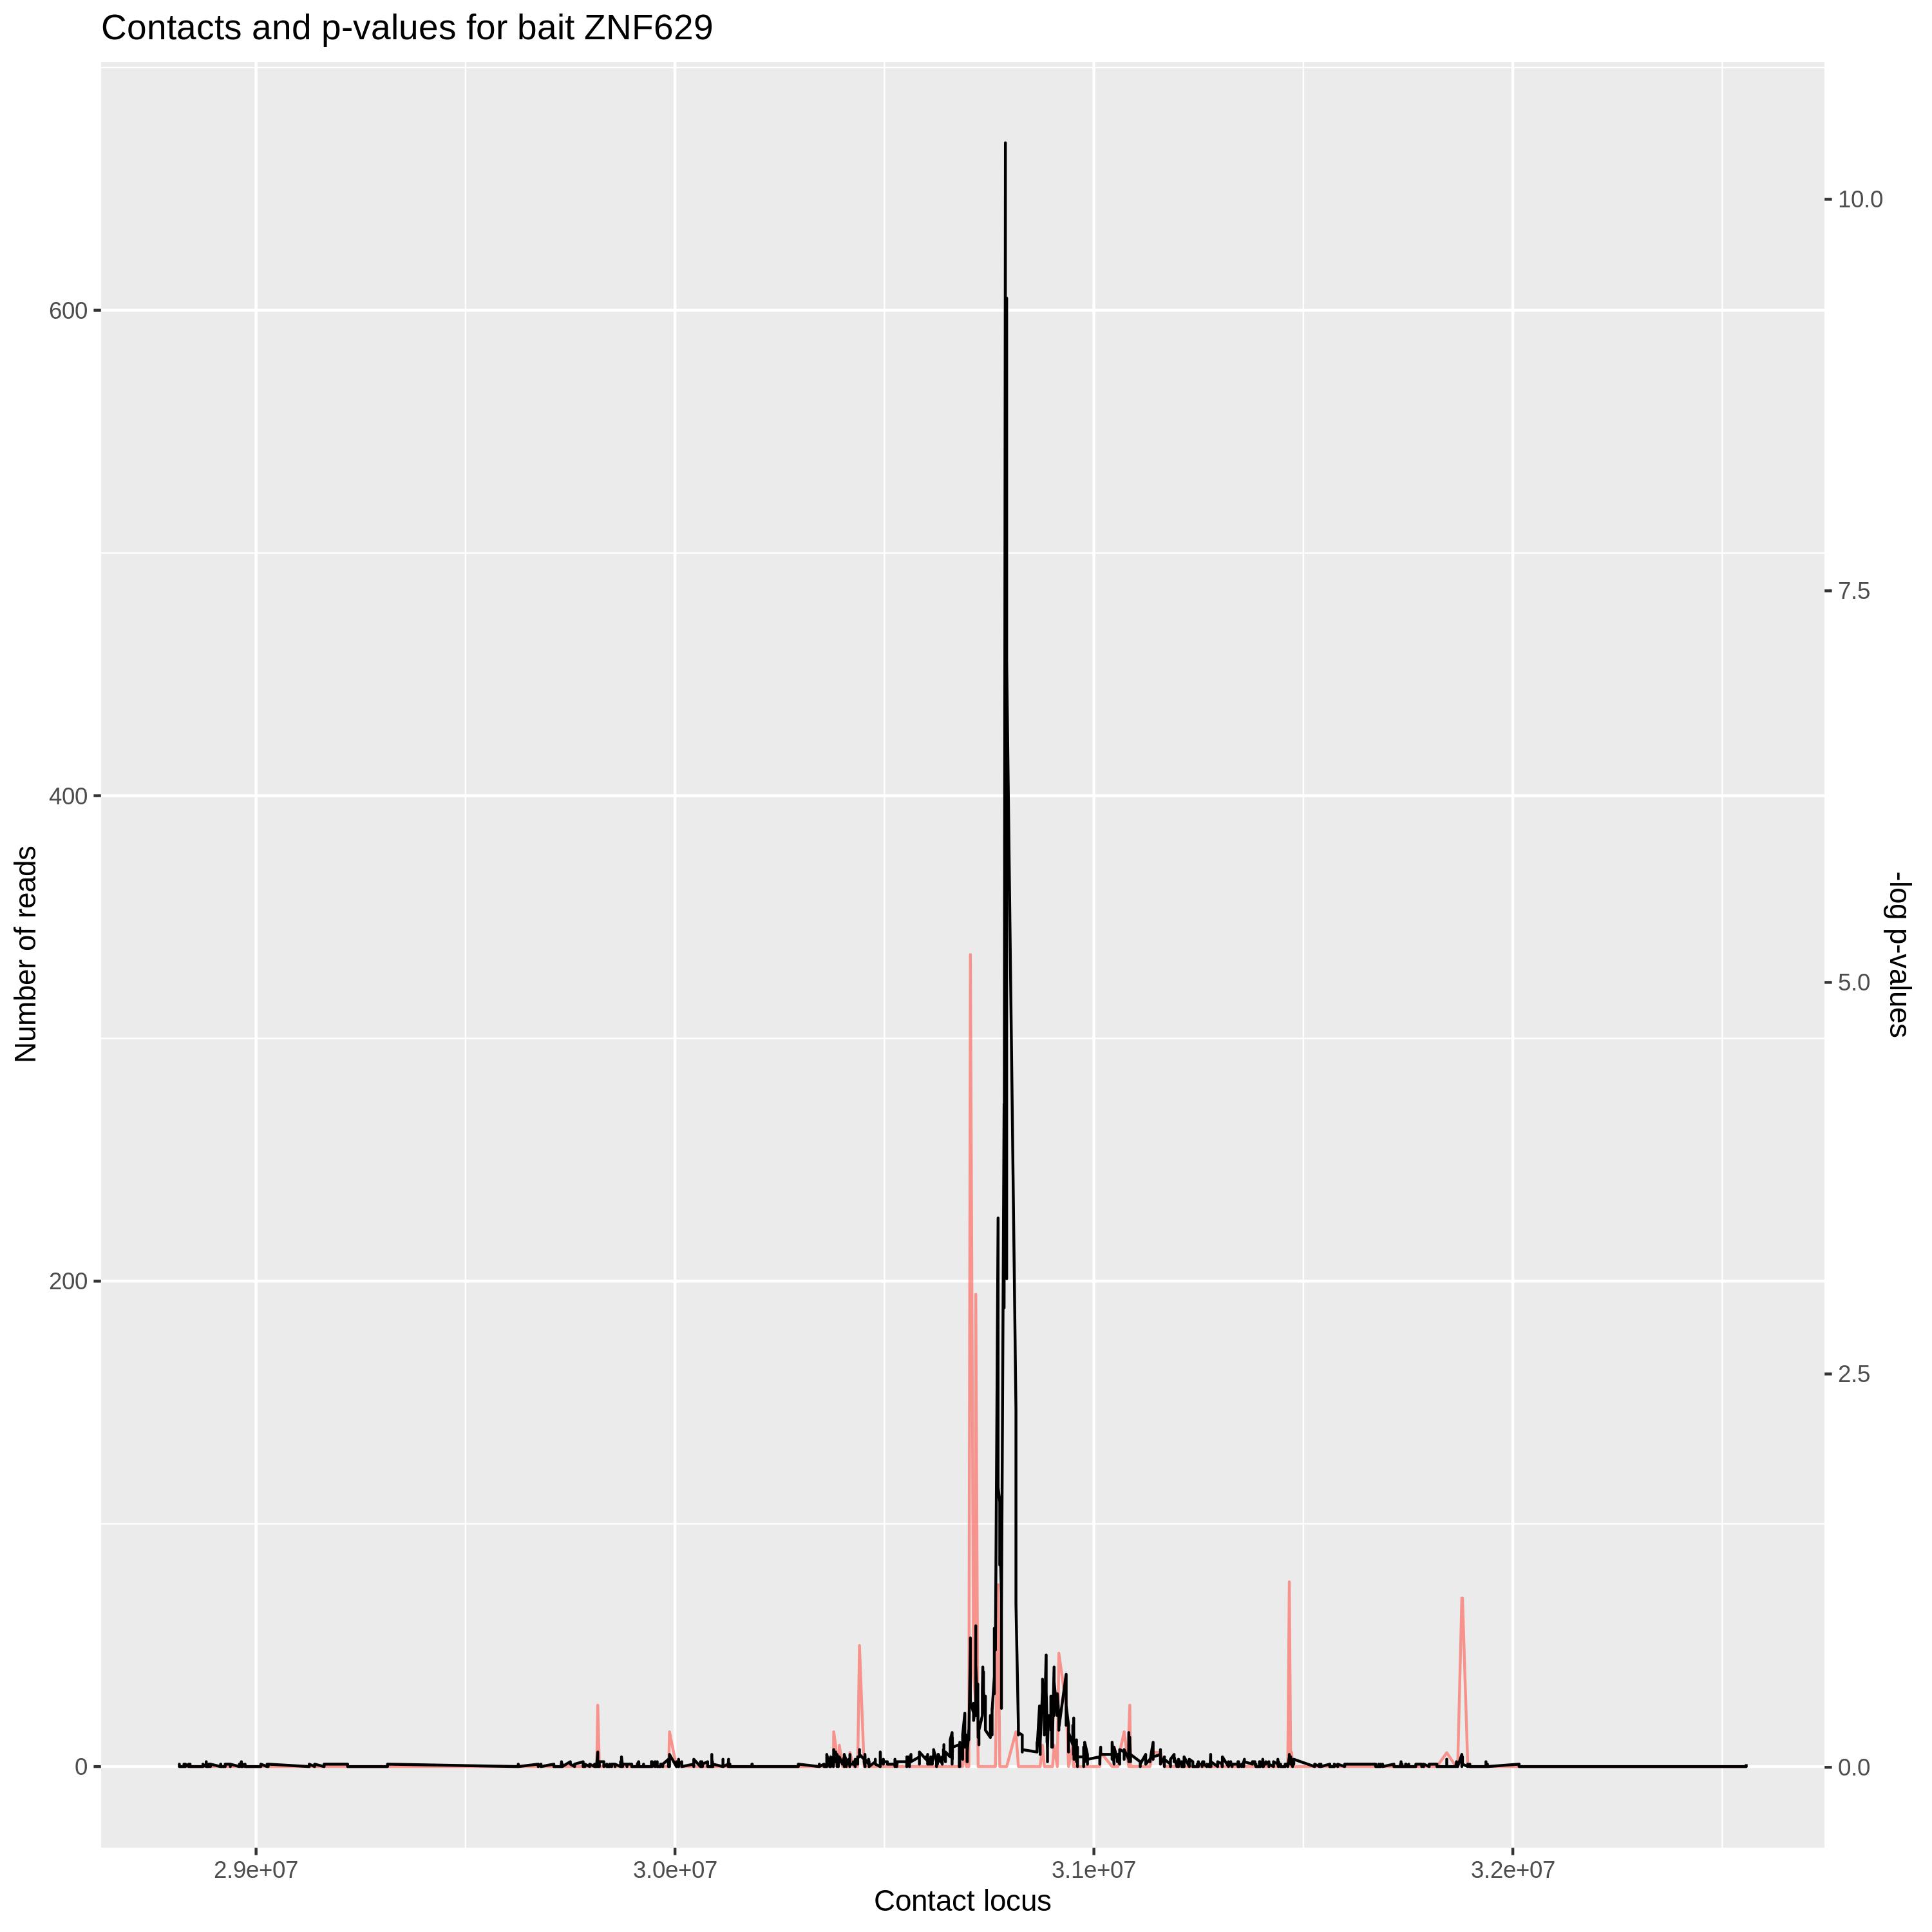 Contacts and p-values for bait ZNF629
Number of reads
600
400
200
0
10.0
7.5
5.0
2.5
0.0
-log p-values
2.9e+07
3.0e+07
3.1e+07
3.2e+07
Contact locus